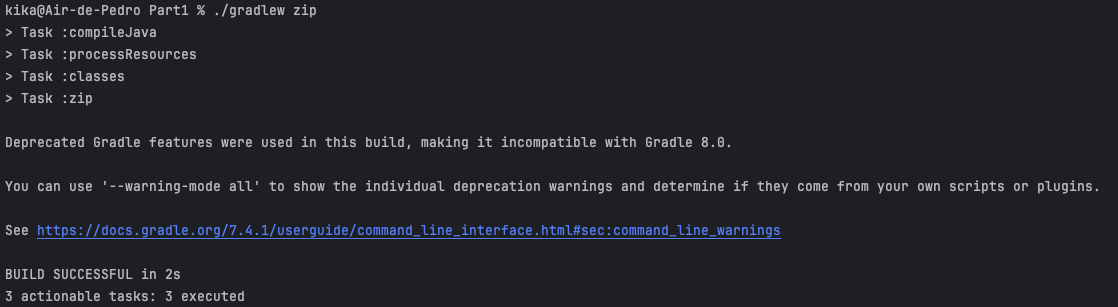 kika@Air-de-Pedro Part1 % ./gradlew zip
> Task :compileJava
> Task :processResources
> Task :classes
> Task :zip
Deprecated Gradle features were used in this build, making it incompatible with Gradle 8.0.
You can use '--warning-mode all' to show the individual deprecation warnings and determine if they come from your own scripts or plugins.
See https://docs.gradle.org/7.4.1/userguide/command_line_interface.html#sec:command_line_warnings
BUILD SUCCESSFUL in 2s
3 actionable tasks: 3 executed